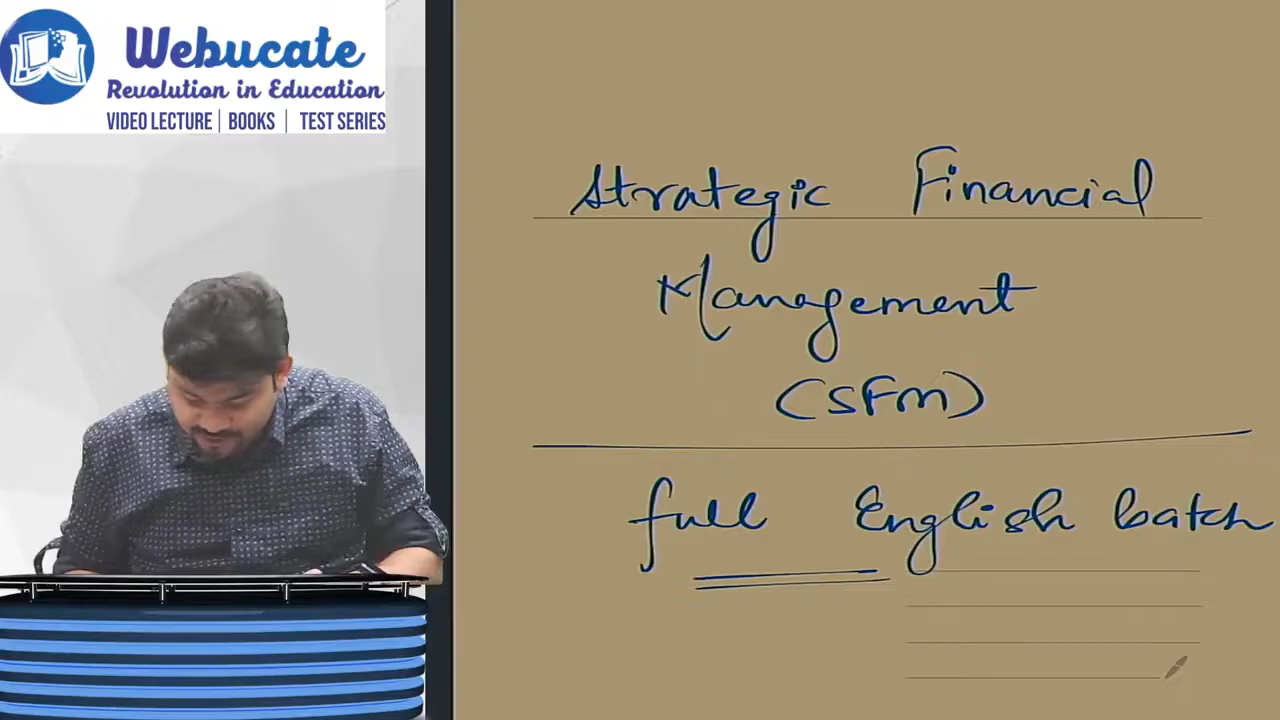 Webucate
Revolution in Education
VIDEO LECTURE | BOOKS | TEST SERIES
Strategic Financial
Management
(SFM)
full English batch